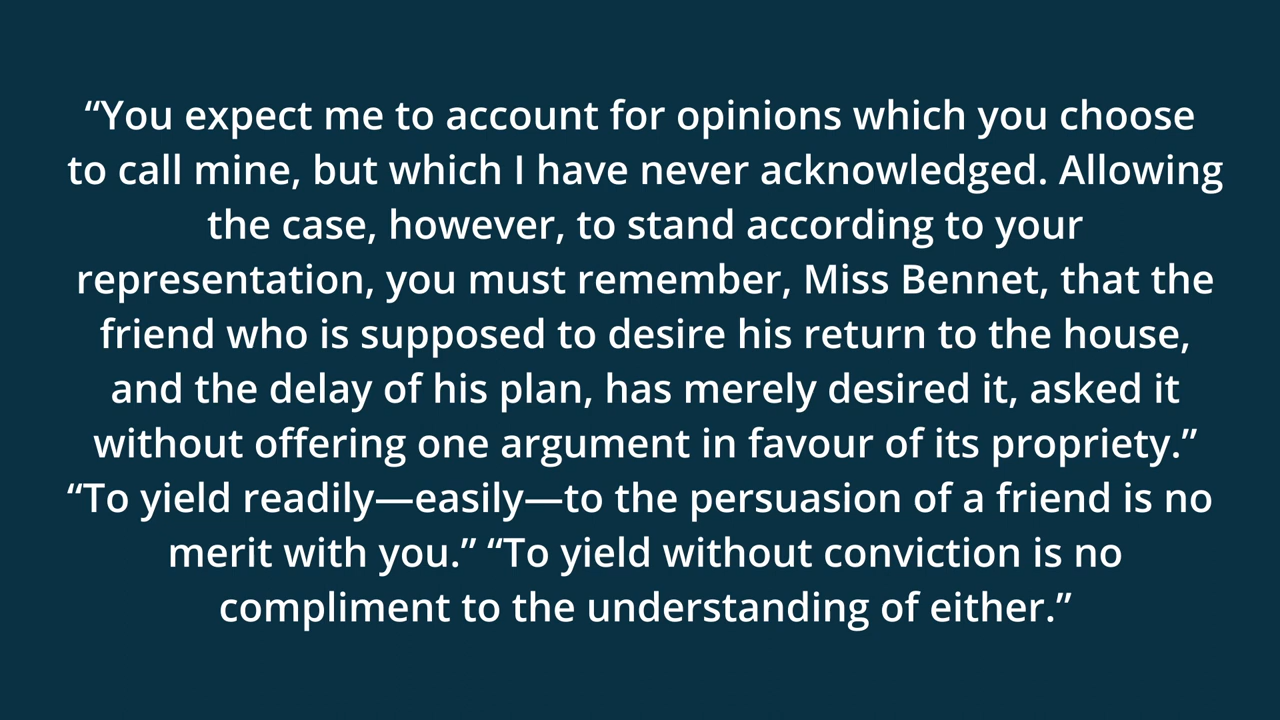 “You expect me to account for opinions which you choose
to call mine, but which I have never acknowledged. Allowing
the case, however, to stand according to your
representation, you must remember, Miss Bennet, that the
friend who is supposed to desire his return to the house,
and the delay of his plan, has merely desired it, asked it
without offering one argument in favour of its propriety.”
“To yield readily—easily—to the persuasion of a friend is no
merit with you.” “To yield without conviction is no
compliment to the understanding of either.”